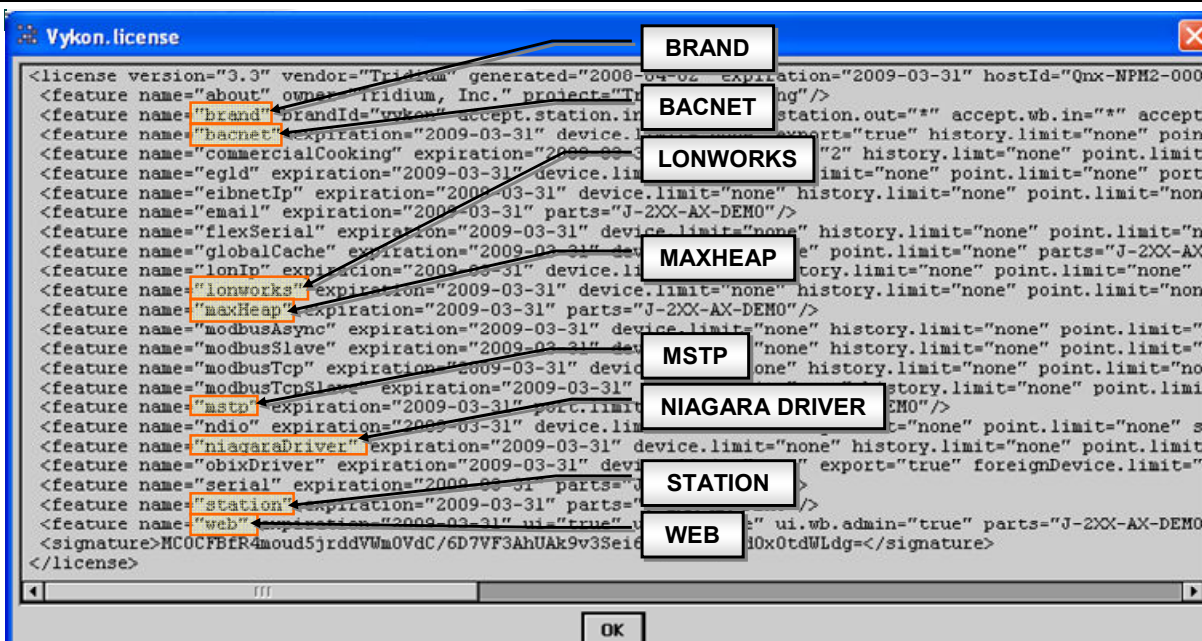 Vykon.license
<license version="3.3" vendor="Tridium" generated="2008-04-02" expiration="2009-03-31" hostId="Qnx-NPM2-000
<feature name="about" owner="Tridium, Inc."
<feature name="brand" brandId="vykon" accept.station.in station.out="*" accept.wb.in="*" accept
<feature name="bacnet" expiration="2009-03-31" export="true" history.limit="none" poin
<feature name="commercialCooking" "2" history.limt="none" point.limit
<feature name="egld" expiration="2009-03-31" device.lim imit="none" point.limit="none" port
<feature name="eibnetIp" expiration="2009-03-31" device.limit="none" history.limit="none" point.limit="non
<feature name="email" expiration="2009-03-31" parts="J-2XX-AX-DEMO"/>
<feature name="flexSerial" expiration="2009-03-31" device.limit="none" history.limit="none" point.limit="n
<feature name="globalCache" expiration="2009-03-31" point.limit="none" parts="J-2XX-AX
<feature name="lonIp" expiration="2009-03-31" device.li tory.limit="none" point.limit="none"
<feature name="lonworks" expiration="2009-03-31" device.limit="none" history.limit="none" point.limit="non
<feature name="maxHeap" expiration="2009-03-31" parts="J-2XX-AX-DEMO"/>
<feature name="modbusAsync" expiration="2009-03-31" device.limit="none" history.limit="none" point.limit="
<feature name="modbusSlave" expiration="2009-03-31" "none" history.limit="none" point.limit="
<feature name="modbusTcp" expiration="2009-03-31" devic one" history.limit="none" point.limit="no
<feature name="modbusTcpSlave" expiration="2009-03-31" story.limit="none" point.limi
<feature name="mstp" expiration="2009-03-31" port.limit EMO"/>
<feature name="ndio" expiration="2009-03-31" device.lim ="none" point.limit="none" s
<feature name="niagaraDriver" expiration="2009-03-31" device.limit="none" history.limit="none" point.limit
<feature name="obixDriver" expiration="2009-03-31" devi export="true" foreignDevice.limit="
<feature name="serial" expiration="2009-03-31" parts="J
<feature name="station" expiration="2009-03-31" parts=" />
<feature name="web" expiration="2009-03-31" ui="true" ui.wb.admin="true" parts="J-2XX-AX-DEMO
</license>
OK
BRAND
BACNET
LONWORKS
MAXHEAP
MSTP
NIAGARA DRIVER
STATION
WEB